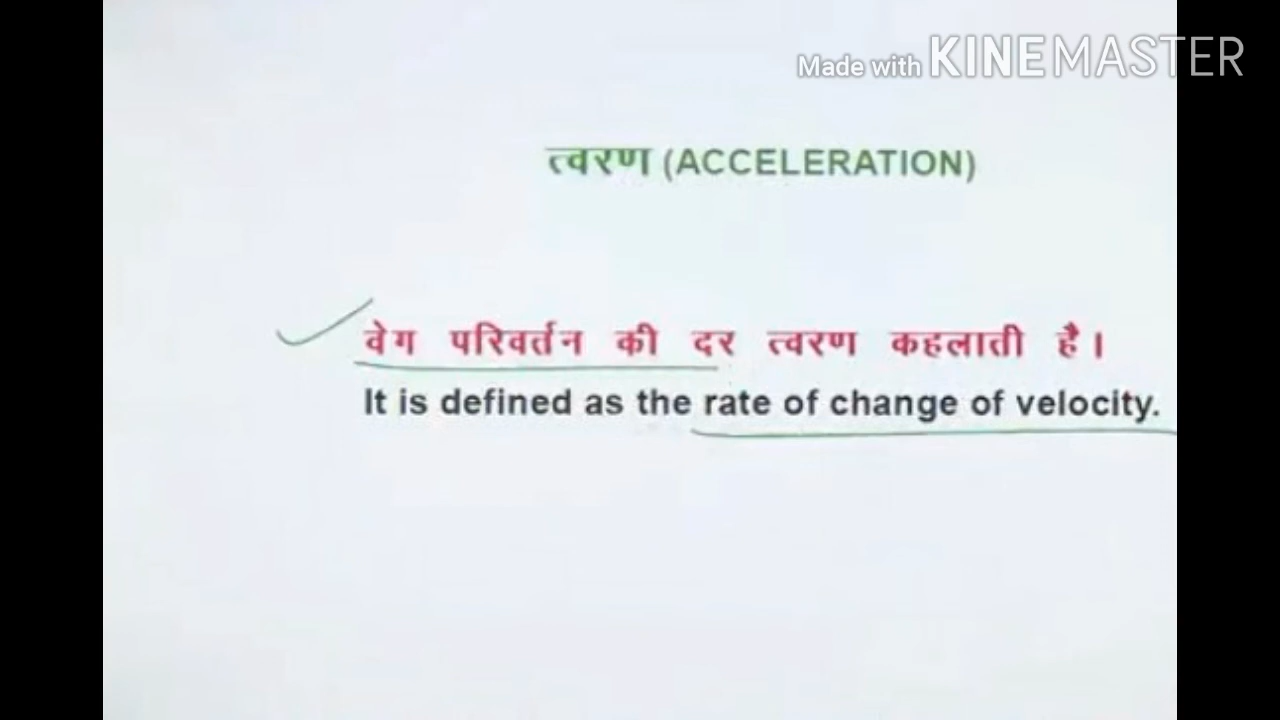 Made with KINEMASTER
त्वरण (ACCELERATION)
वेग परिवर्तन की दर त्वरण कहलाती है।
It is defined as the rate of change of velocity.